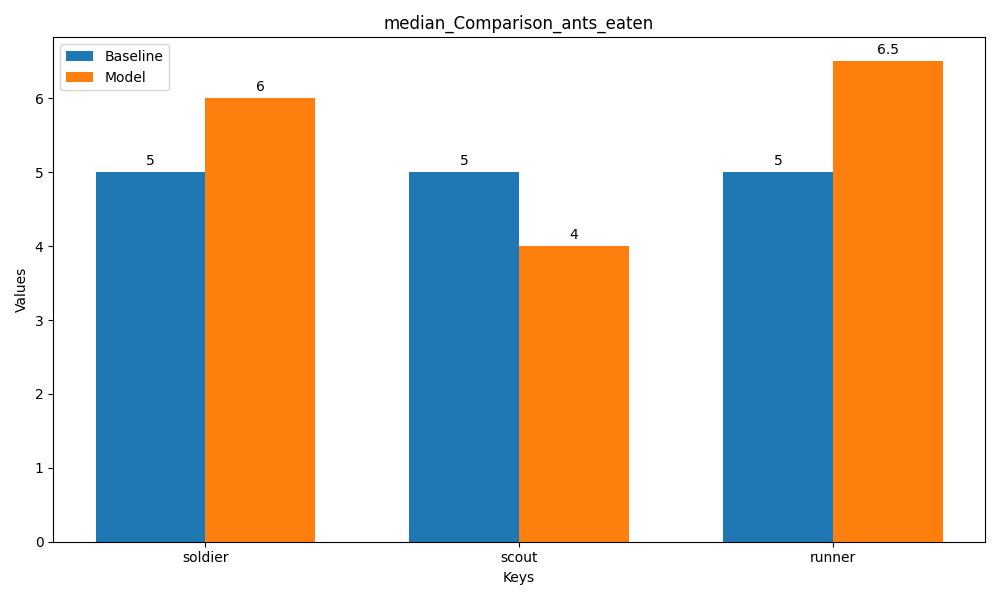 median_Comparison_ants_eaten
Baseline
Model
6.5
6
5
5
5
4
Values
6
5
4
3
2
1
0
soldier
scout
runner
Keys